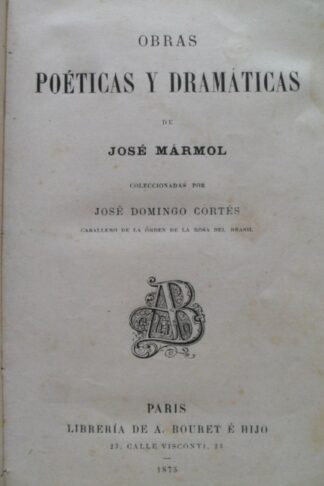 OBRAS
POÉTICAS Y DRAMÁTICAS
DE
JOSÉ MÁRMOL
COLECCIONADAS POR
JOSÉ DOMINGO CORTÉS
CABALLERO DE LA ÓRDEN DE LA ROSA DEL BRASIL
AB
PARIS
LIBRERÍA DE A. BOURET É HIJO
23, CALLE VISCONTI, 23
1875